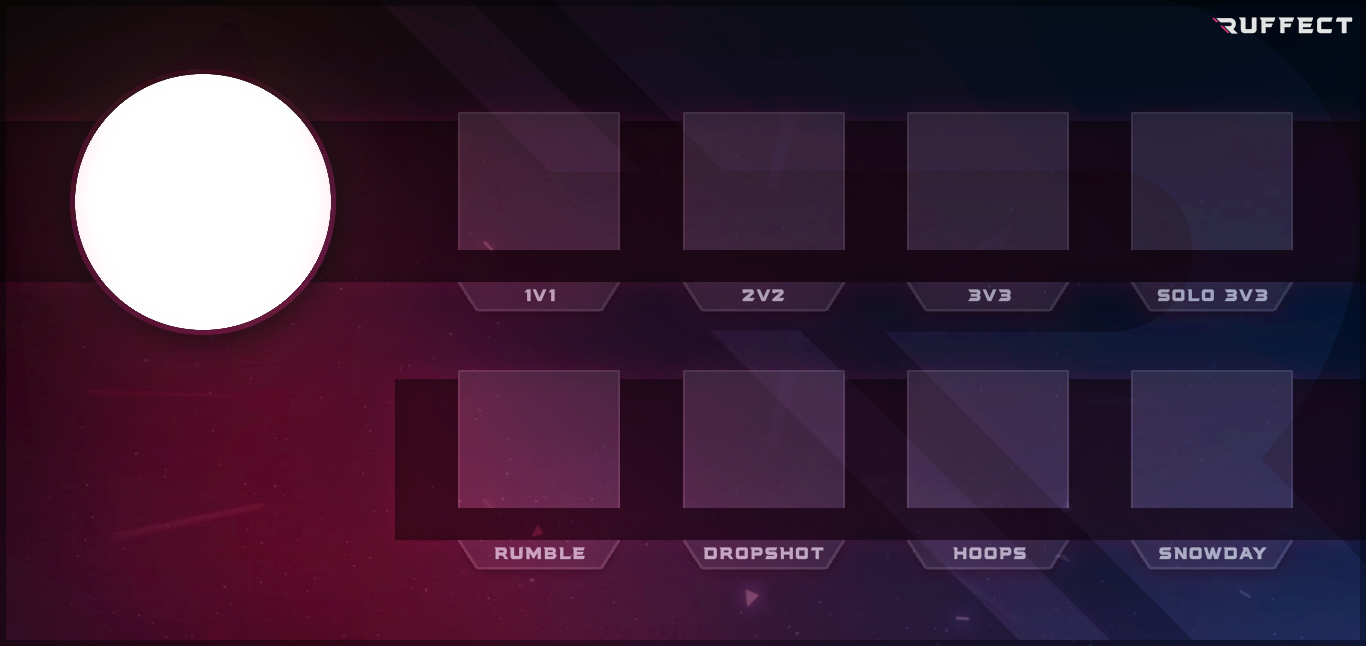 RUFFECT
1V1
2V2
3V3
SOLO 3V3
RUMBLE
DROPSHOT
HOOPS
SNOWDAY